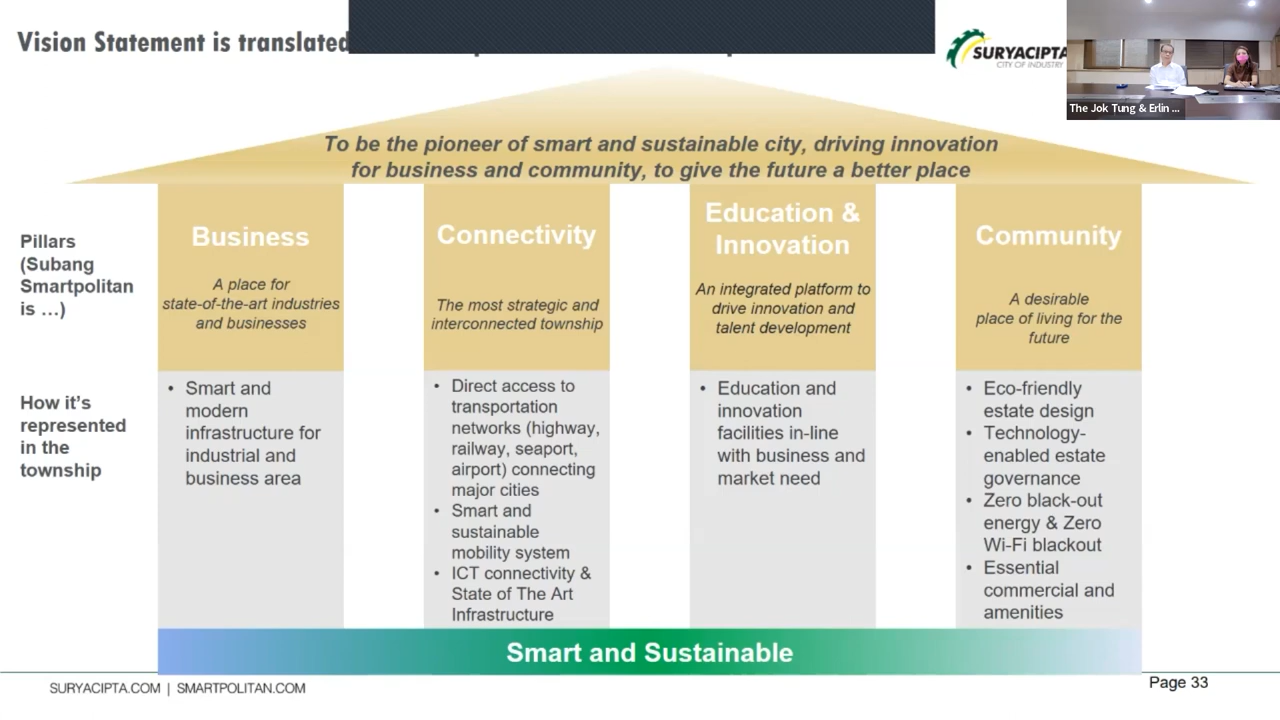 Vision Statement is translated
SURYACIPTA
CITY OF INDUSTRY
The Jok Tung & Erlin ...
To be the pioneer of smart and sustainable city, driving innovation
for business and community, to give the future a better place
Pillars
(Subang
Smartpolitan
is ...)
Business
A place for
state-of-the-art industries
and businesses
Connectivity
The most strategic and
interconnected township
Education &
Innovation
An integrated platform to
drive innovation and
talent development
Community
A desirable
place of living for the
future
How it’s
represented
in the
township
• Smart and
modern
infrastructure for
industrial and
business area
• Direct access to
transportation
networks (highway,
railway, seaport,
airport) connecting
major cities
• Smart and
sustainable
mobility system
• ICT connectivity &
State of The Art
Infrastructure
• Education and
innovation
facilities in-line
with business and
market need
• Eco-friendly
estate design
• Technology-
enabled estate
governance
• Zero black-out
energy & Zero
Wi-Fi blackout
• Essential
commercial and
amenities
Smart and Sustainable
SURYACIPTA.COM | SMARTPOLITAN.COM
Page 33